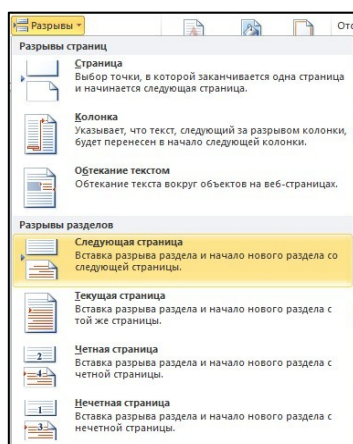 Разрывы
Отс
Разрывы страниц
Страница
Выбор точки, в которой заканчивается одна страница
и начинается следующая страница.
Колонка
Указывает, что текст, следующий за разрывом колонки,
будет перенесен в начало следующей колонки.
Обтекание текстом
Обтекание текста вокруг объектов на веб-страницах.
Разрывы разделов
Следующая страница
Вставка разрыва раздела и начало нового раздела со
следующей страницы.
Текущая страница
Вставка разрыва раздела и начало нового раздела с
той же страницы.
2
4
Четная страница
Вставка разрыва раздела и начало нового раздела с
четной страницы.
1
3
Нечетная страница
Вставка разрыва раздела и начало нового раздела с
нечетной страницы.